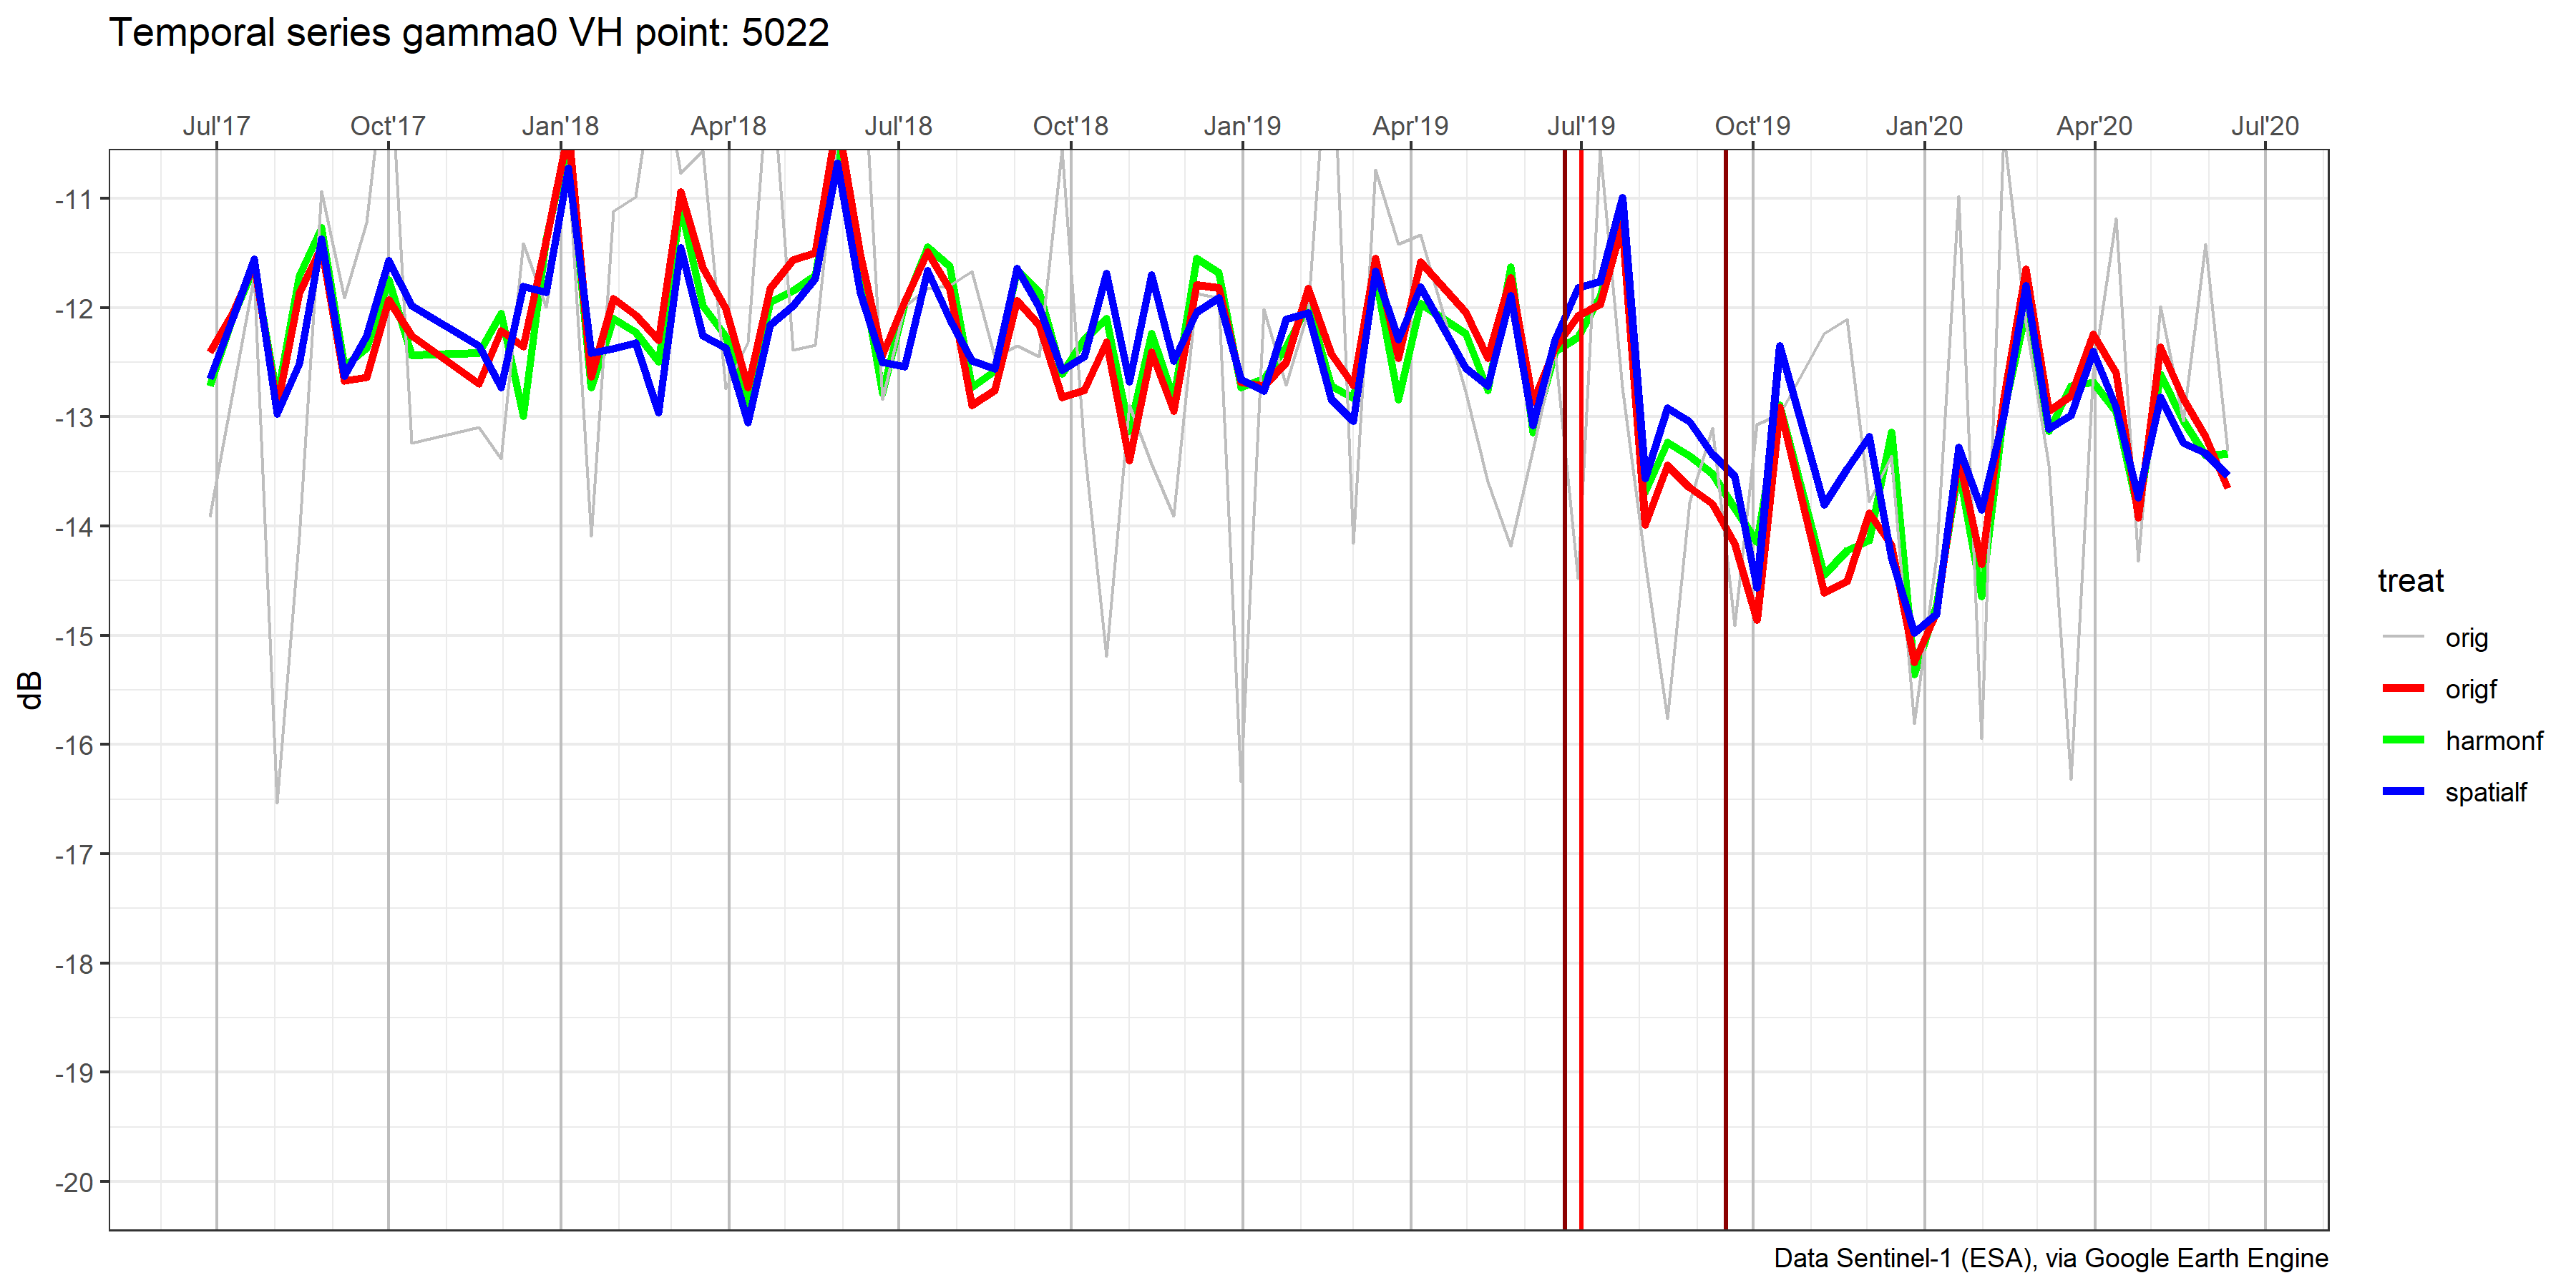 Temporal series gamma0 VH point: 5022
Jul'17 Oct'17 Jan'18 Apr'18 Jul'18 Oct'18 Jan'19 Apr'19 Jul'19 Oct'19 Jan'20 Apr'20 Jul'20
-11
-12
-13
-14
-15
-16
-17
-18
-19
-20
dB
treat
orig
origf
harmonf
spatialf
Data Sentinel-1 (ESA), via Google Earth Engine